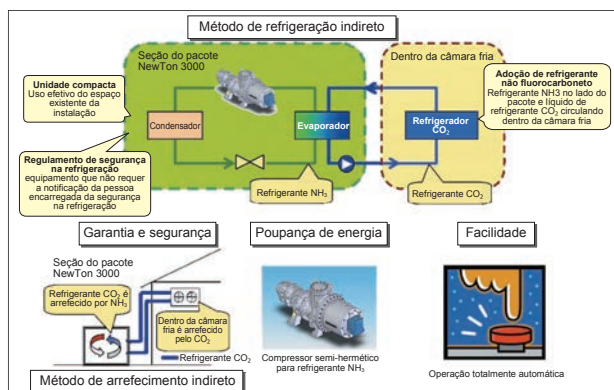 Método de refrigeração indireto
Seção do pacote
NewTon 3000
Dentro da câmara fria
Unidade compacta
Uso efetivo do espaço
existente da
instalação
Regulamento de segurança
na refrigeração
equipamento que não requer
a notificação da pessoa
encarregada da segurança
na refrigeração
Condensador
Evaporador
Refrigerador
CO₂
Adoção de refrigerante
não fluorocarboneto
Refrigerante NH3 no lado do
pacote e líquido de
refrigerante CO₂ circulando
dentro da câmara fria
Refrigerante NH₃
Refrigerante CO₂
Garantia e segurança
Seção do pacote
NewTon 3000
Refrigerante CO₂ é
arrefecido por NH₃
Dentro da câmara
fria é arrefecido
pelo CO₂
Refrigerante CO₂
Método de arrefecimento indireto
Poupança de energia
Compressor semi-hermético
para refrigerante NH₃
Facilidade
Operação totalmente automática